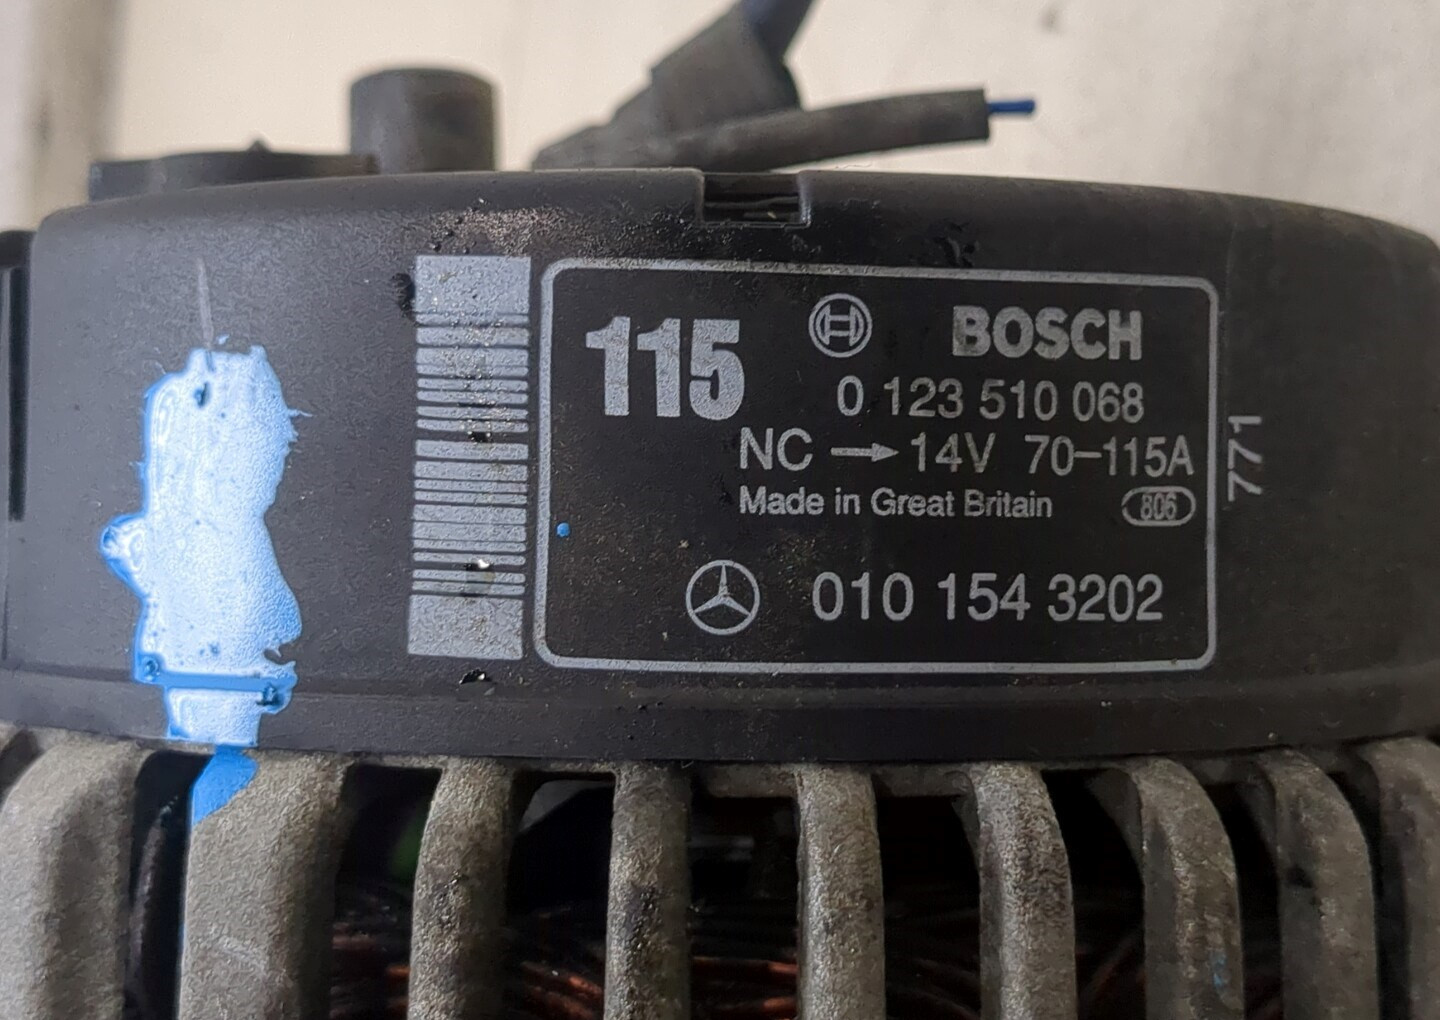 115
BOSCH
0 123 510 068
NC → 14V 70-115A
Made in Great Britain 806
010 154 3202
771